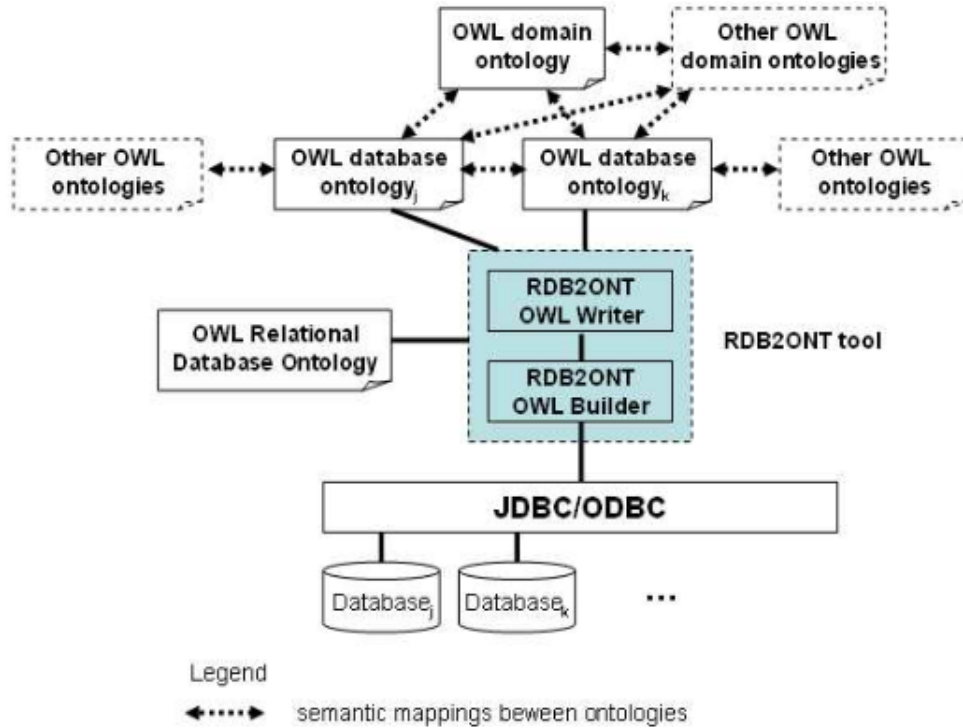 OWL domain
ontology
Other OWL
domain ontologies
Other OWL
ontologies
OWL database
ontologyj
OWL database
ontologyk
Other OWL
ontologies
RDB2ONT
OWL Writer
OWL Relational
Database Ontology
RDB2ONT tool
RDB2ONT
OWL Builder
JDBC/ODBC
Databasej
Databasek
...
Legend
semantic mappings beween ontologies